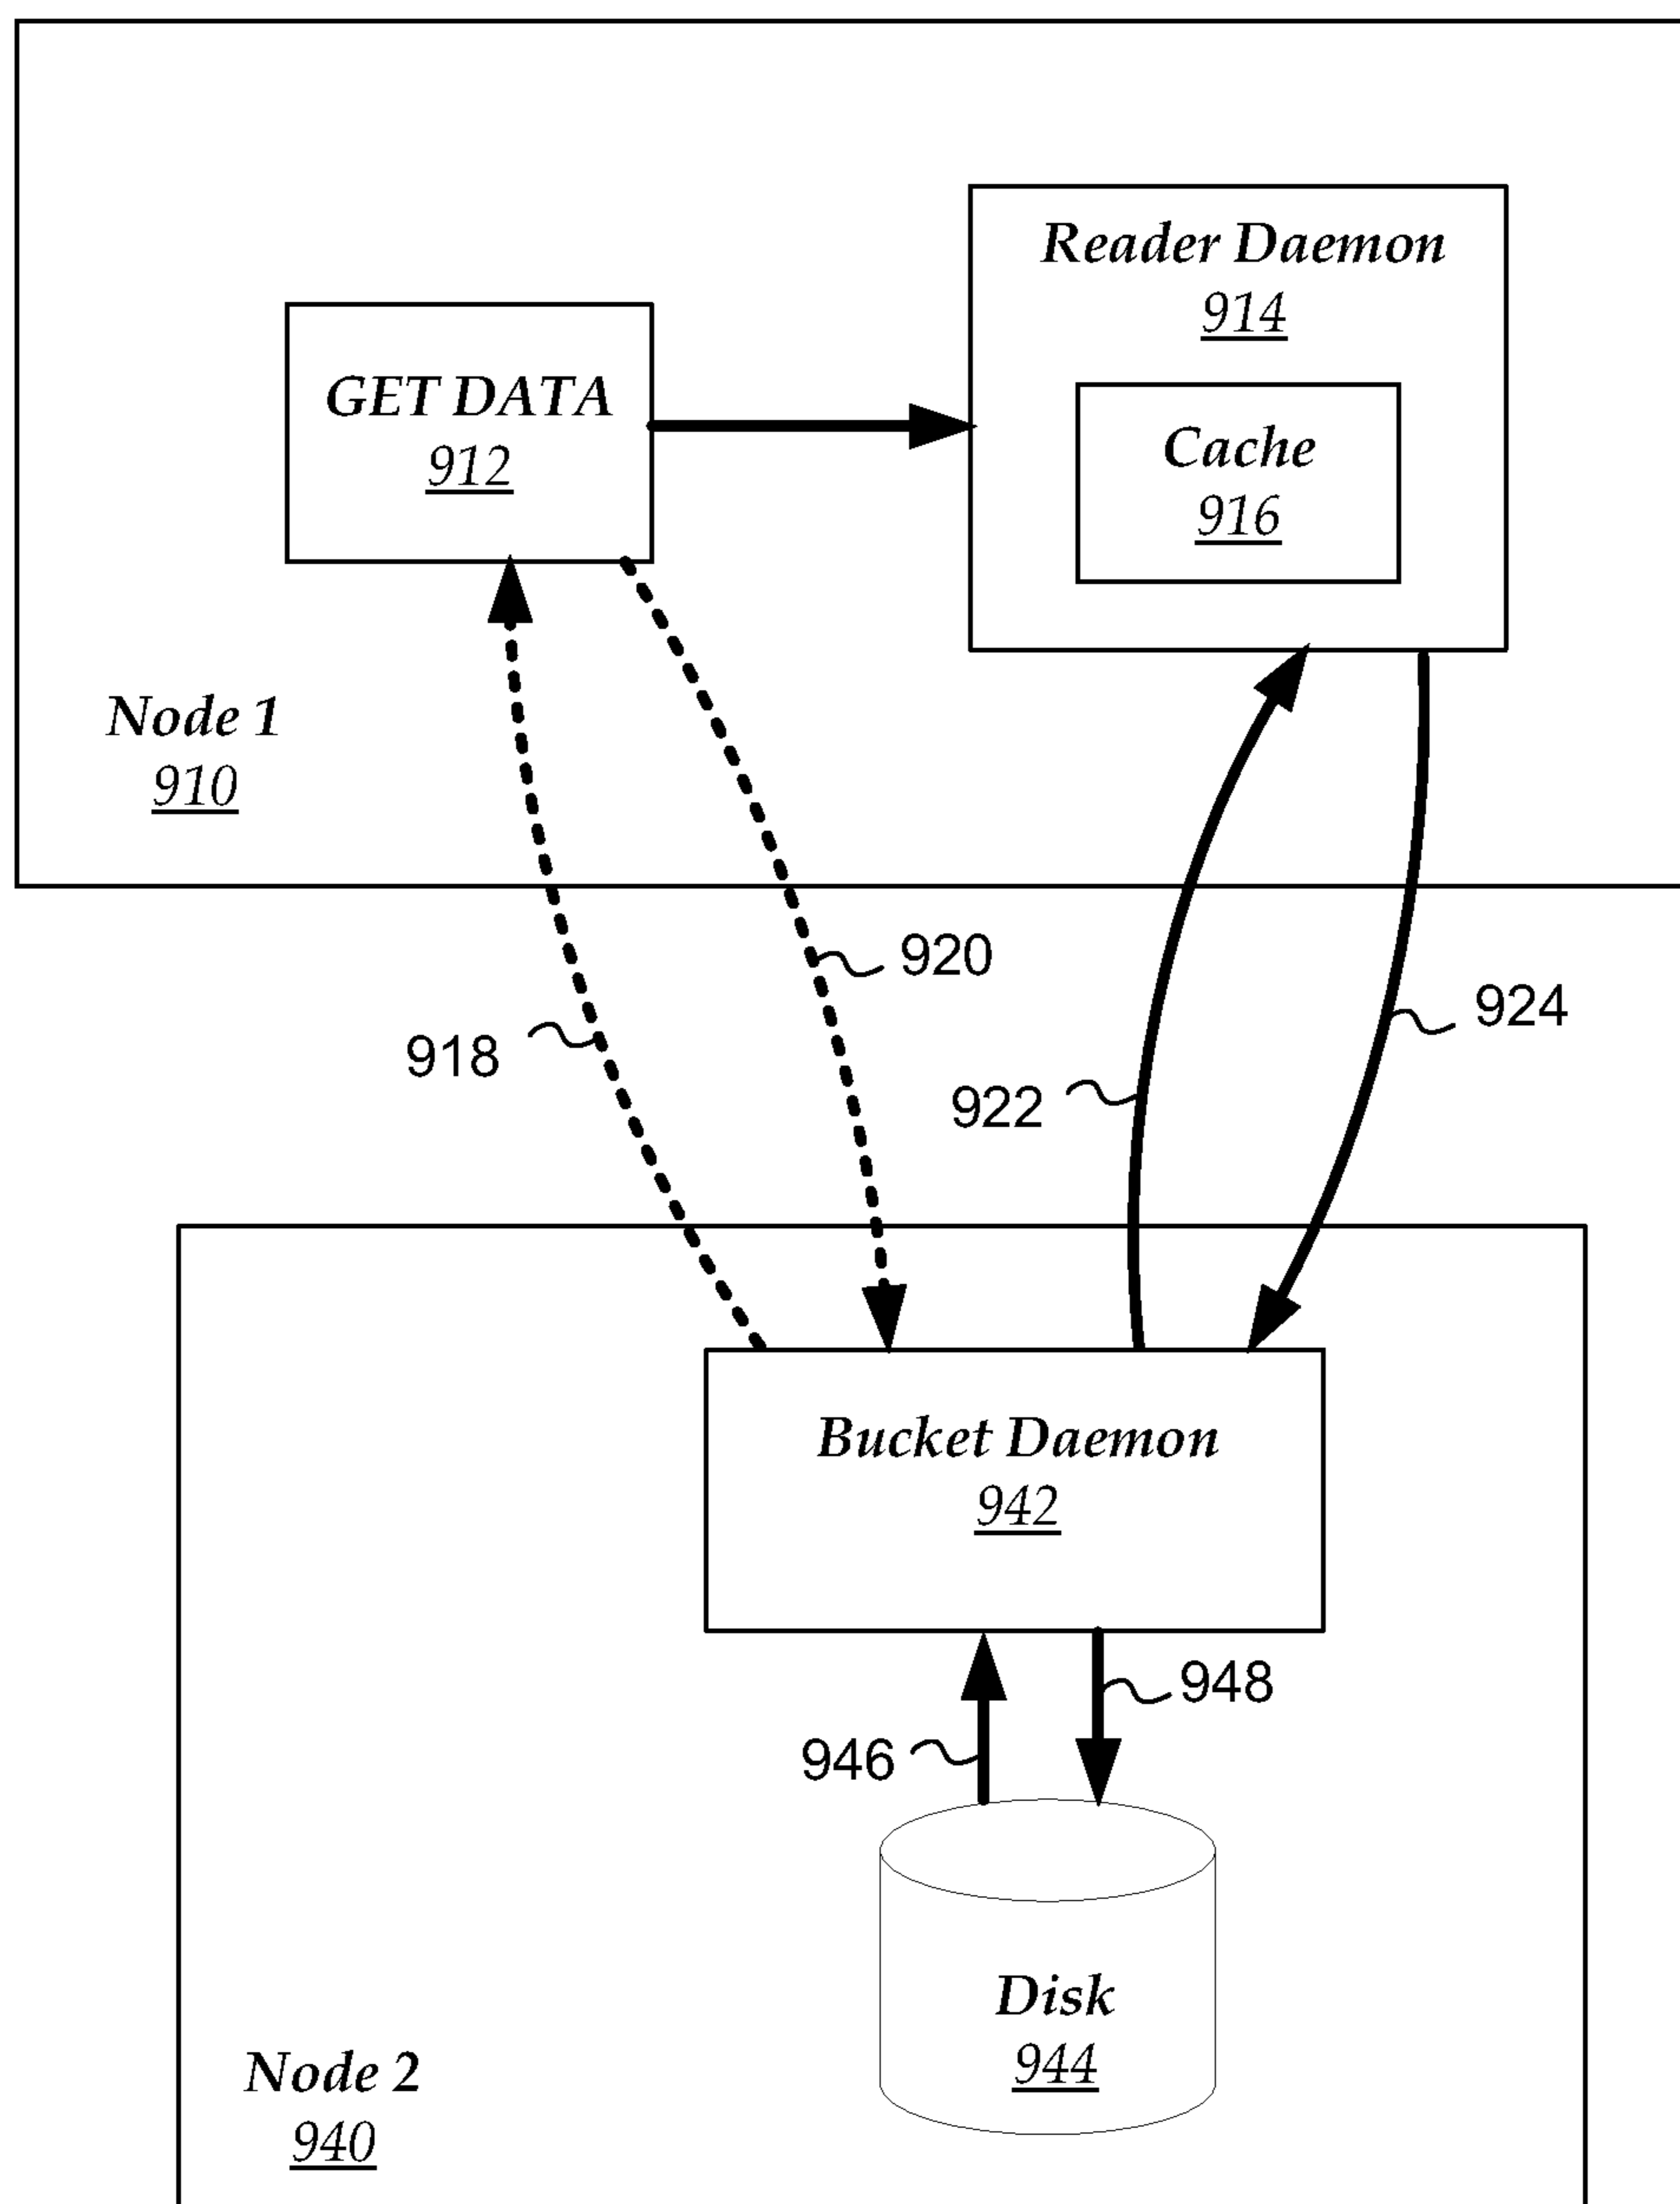 Reader Daemon
914
GET DATA
912
Cache
916
Node 1
910
920
918
924
922
Bucket Daemon
942
948
946
Disk
944
Node 2
940